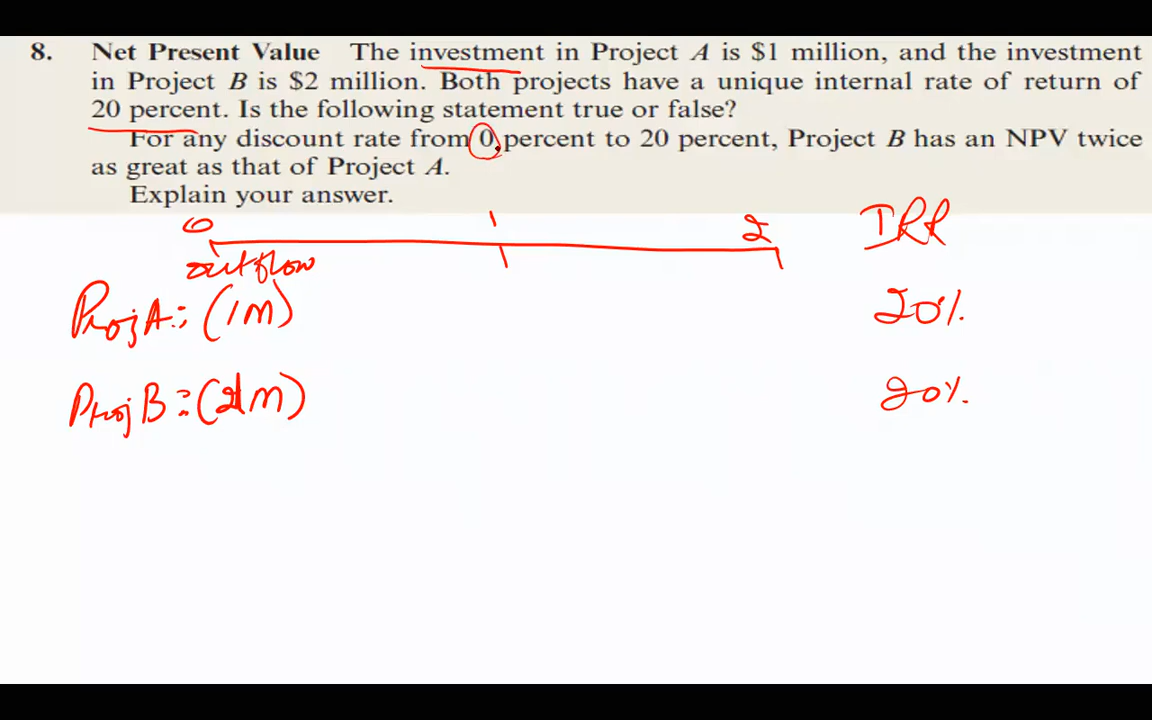 8. Net Present Value The investment in Project A is $1 million, and the investment
in Project B is $2 million. Both projects have a unique internal rate of return of
20 percent. Is the following statement true or false?
For any discount rate from 0 percent to 20 percent, Project B has an NPV twice
as great as that of Project A.
Explain your answer.
0 1 2 IRR
outflow
Proj A: (1M) 20%
Proj B: (2M) 20%